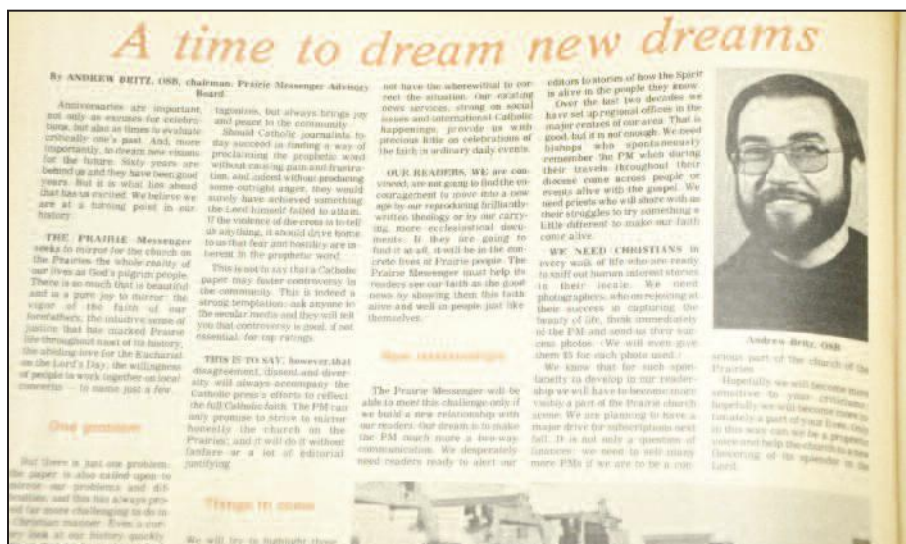 A time to dream new dreams
By ANDREW BRITZ, OSB, chairman, Prairie Messenger Advisory
Board
Anniversaries are important,
not only as excuses for celebra-
tions, but also as times to evaluate
critically one's past. And, more
importantly, to dream new visions
for the future. Sixty years are
behind us and they have been good
years. But it is what lies ahead
that has us excited. We believe we
are at a turning point in our
history.
THE PRAIRIE Messenger
seeks to mirror for the church on
the Prairies the whole reality of
our lives as God's pilgrim people.
There is so much that is beautiful
and is a pure joy to mirror: the
vigor of the faith of our
forefathers; the intuitive sense of
justice that has marked Prairie
life throughout most of its history;
the abiding love for the Eucharist
on the Lord's Day; the willingness
of people to work together on local
concerns — to name just a few.
One problem
But there is just one problem:
the paper is also called upon to
mirror our problems and dif-
ficulties, and this has always pro-
ved far more challenging to do in
Christian manner. Even a cur-
ry look at our history quickly
tagonizes, but always brings joy
and peace to the community.
Should Catholic journalists to-
day succeed in finding a way of
proclaiming the prophetic word
without causing pain and frustra-
tion, and indeed without producing
some outright anger, they would
surely have achieved something
the Lord himself failed to attain.
If the violence of the cross is to tell
us anything, it should drive home
to us that fear and hostility are in-
herent in the prophetic word.
This is not to say that a Catholic
paper may foster controversy in
the community. This is indeed a
strong temptation: ask anyone in
the secular media and they will tell
you that controversy is good, if not
essential, for top ratings.
THIS IS TO SAY, however, that
disagreement, dissent and diver-
sity will always accompany the
Catholic press's efforts to reflect
the full Catholic faith. The PM can
only promise to strive to mirror
honestly the church on the
Prairies; and it will do it without
fanfare or a lot of editorial
justifying.
Things to come
We will try to highlight those
not have the wherewithal to cor-
rect the situation. Our existing
news services, strong on social
issues and international Catholic
happenings, provide us with
precious little on celebrations of
the faith in ordinary daily events.
OUR READERS, WE are con-
vinced, are not going to find the en-
couragement to move into a new
age by our reproducing brilliantly-
written theology or by our carry-
ing more ecclesiastical docu-
ments. If they are going to
find it at all, it will be in the con-
crete lives of Prairie people. The
Prairie Messenger must help its
readers see our faith as the good
news by showing them this faith
alive and well in people just like
themselves.
The Prairie Messenger will be
able to meet this challenge only if
we build a new relationship with
our readers. Our dream is to make
the PM much more a two-way
communication. We desperately
need readers ready to alert our
editors to stories of how the Spirit
is alive in the people they know.
Over the last two decades we
have set up regional offices in the
major centres of our area. That is
good, but it is not enough. We need
bishops who spontaneously
remember the PM when during
their travels throughout their
diocese come across people or
events alive with the gospel. We
need priests who will share with us
their struggles to try something a
little different to make our faith
come alive.
WE NEED CHRISTIANS in
every walk of life who are ready
to sniff out human interest stories
in their locale. We need
photographers, who on rejoicing at
their success in capturing the
beauty of life, think immediately
of the PM and send us their suc-
cess photos. (We will even give
them $5 for each photo used.)
We know that for such spon-
taneity to develop in our reader-
ship we will have to become more
visibly a part of the Prairie church
scene. We are planning to have a
major drive for subscriptions next
fall. It is not only a question of
finances: we need to sell many
more PMs if we are to be a con-
Andrew Britz, OSB
scious part of the church of the
Prairies.
Hopefully we will become more
sensitive to your criticisms;
hopefully we will become more in-
timately a part of your lives. Only
in this way can we be a prophetic
voice and help the church to a new
flowering of its splendor in the
Lord.